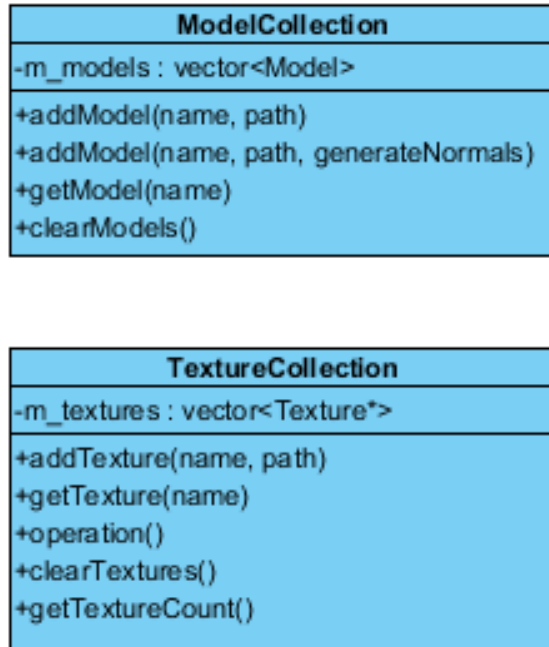 ModelCollection
-m_models : vector<Model>
+addModel(name, path)
+addModel(name, path, generateNormals)
+getModel(name)
+clearModels()
TextureCollection
-m_textures : vector<Texture*>
+addTexture(name, path)
+getTexture(name)
+operation()
+clearTextures()
+getTextureCount()